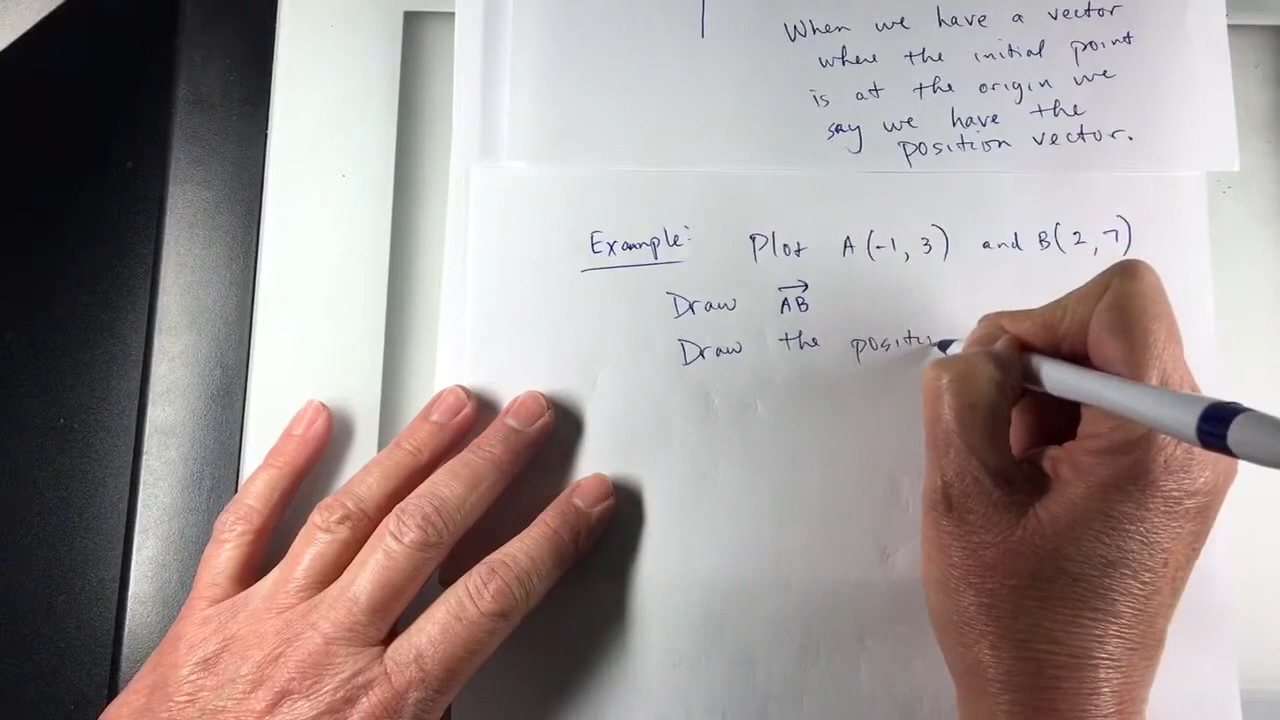 When we have a vector
where the initial point
is at the origin we
say we have the
position vector.
Example: Plot A(-1, 3) and B(2, 7)
Draw \overrightarrow{AB}
Draw the positi